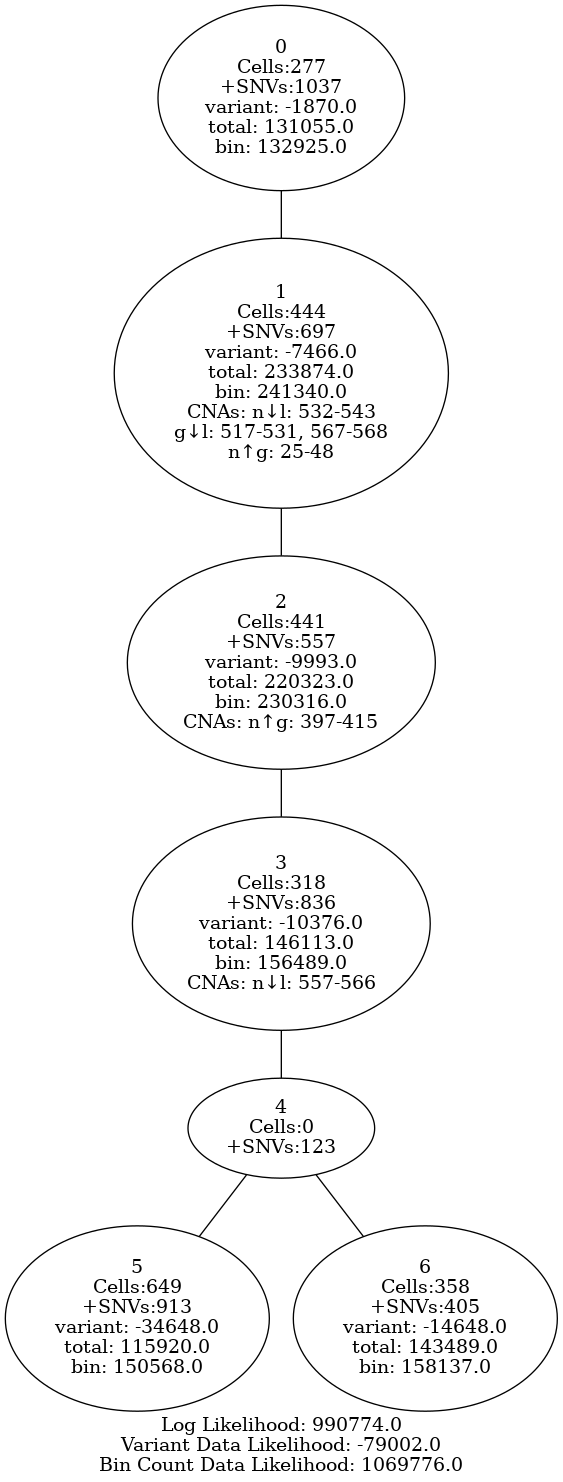 0
Cells:277
+SNVs:1037
variant: -1870.0
total: 131055.0
bin: 132925.0
1
Cells:444
+SNVs:697
variant: -7466.0
total: 233874.0
bin: 241340.0
CNAs: n↓l: 532-543
g↓l: 517-531, 567-568
n↑g: 25-48
2
Cells:441
+SNVs:557
variant: -9993.0
total: 220323.0
bin: 230316.0
CNAs: n↑g: 397-415
3
Cells:318
+SNVs:836
variant: -10376.0
total: 146113.0
bin: 156489.0
CNAs: n↓l: 557-566
4
Cells:0
+SNVs:123
5
Cells:649
+SNVs:913
variant: -34648.0
total: 115920.0
bin: 150568.0
6
Cells:358
+SNVs:405
variant: -14648.0
total: 143489.0
bin: 158137.0
Log Likelihood: 990774.0
Variant Data Likelihood: -79002.0
Bin Count Data Likelihood: 1069776.0